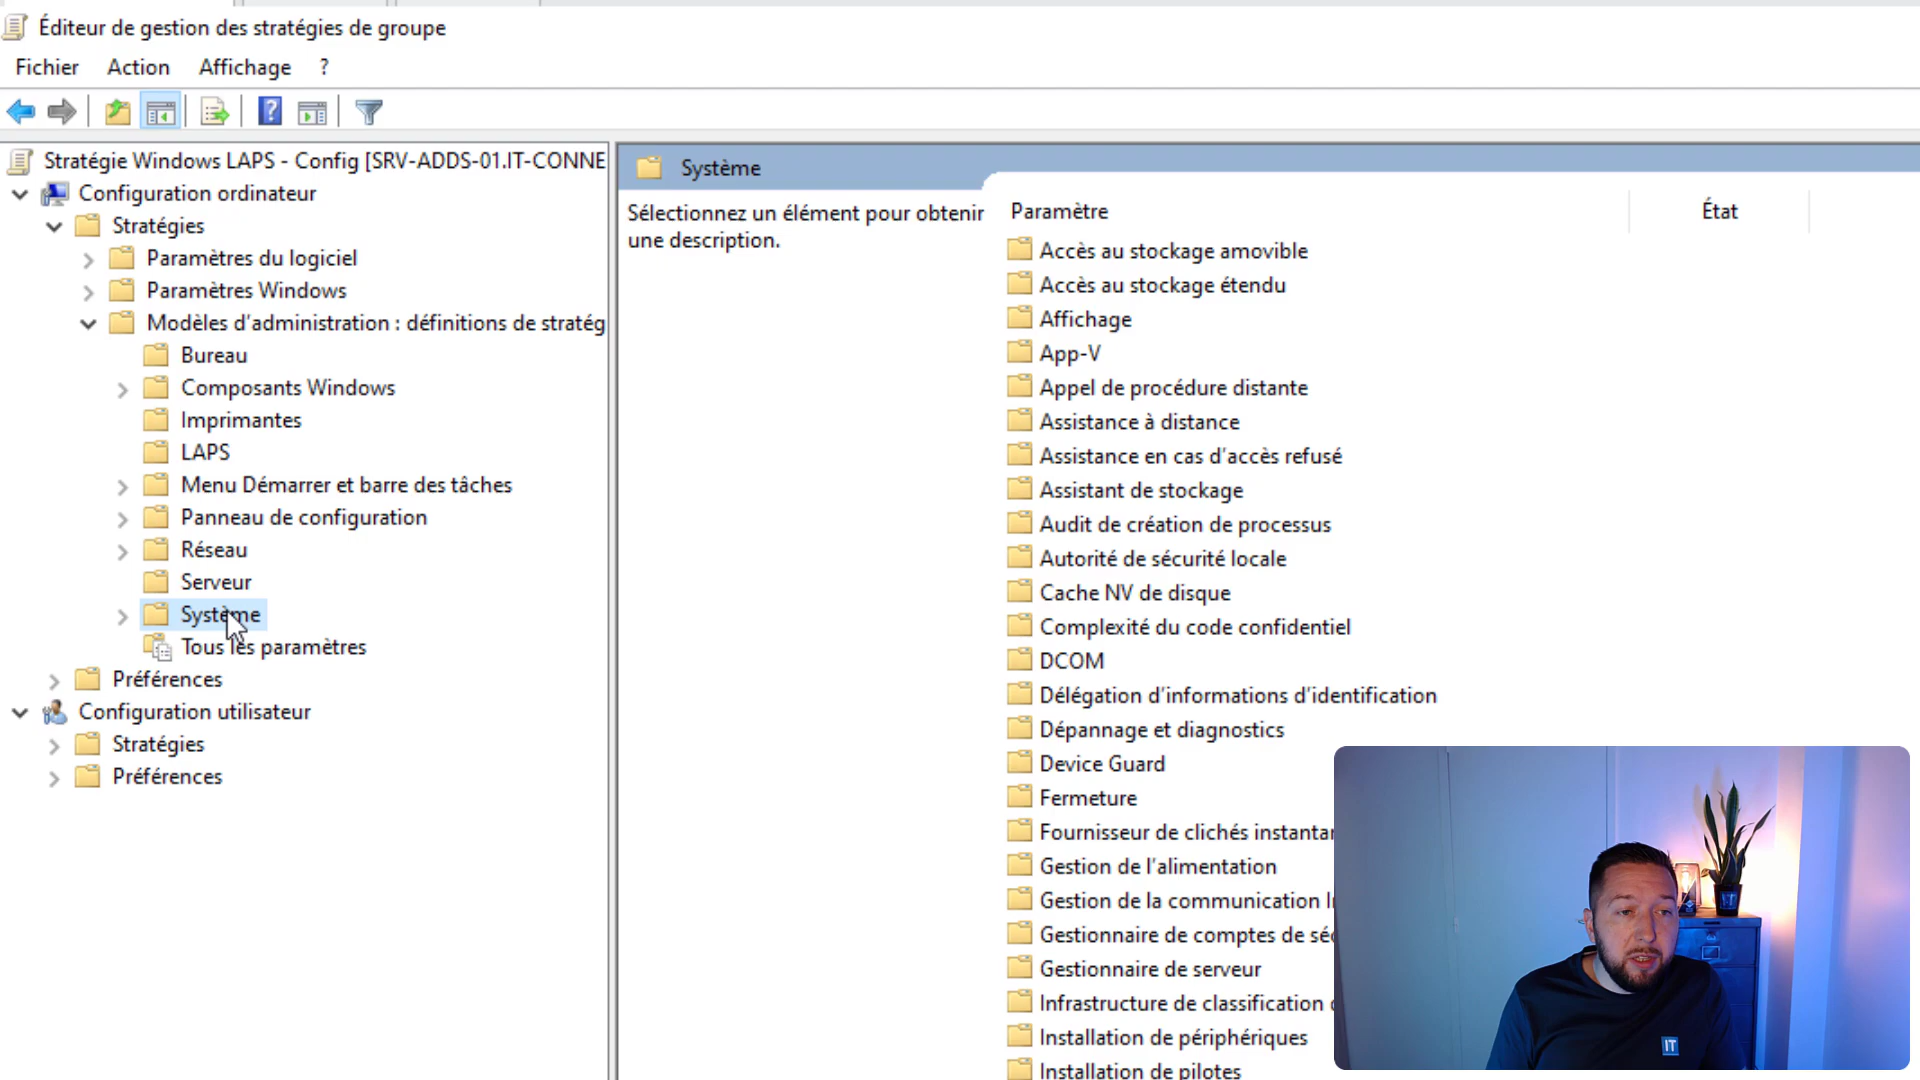 Éditeur de gestion des stratégies de groupe
Fichier Action Affichage ?
Stratégie Windows LAPS - Config [SRV-ADDS-01.IT-CONNE
Configuration ordinateur
Stratégies
Paramètres du logiciel
Paramètres Windows
Modèles d'administration : définitions de stratég
Bureau
Composants Windows
Imprimantes
LAPS
Menu Démarrer et barre des tâches
Panneau de configuration
Réseau
Serveur
Système
Tous les paramètres
Préférences
Configuration utilisateur
Stratégies
Préférences
Système
Sélectionnez un élément pour obtenir
une description.
Paramètre État
Accès au stockage amovible
Accès au stockage étendu
Affichage
App-V
Appel de procédure distante
Assistance à distance
Assistance en cas d'accès refusé
Assistant de stockage
Audit de création de processus
Autorité de sécurité locale
Cache NV de disque
Complexité du code confidentiel
DCOM
Délégation d'informations d'identification
Dépannage et diagnostics
Device Guard
Fermeture
Fournisseur de clichés instantan
Gestion de l'alimentation
Gestion de la communication I
Gestionnaire de comptes de séc
Gestionnaire de serveur
Infrastructure de classification d
Installation de périphériques
Installation de pilotes
IT